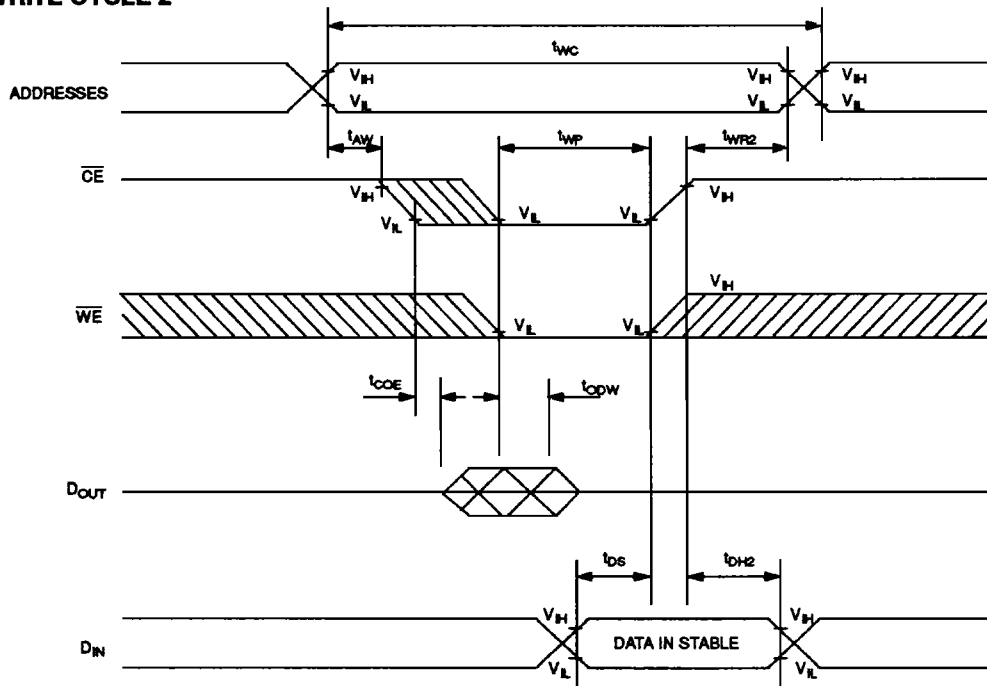 WRITE CYCLE 2
tWC
ADDRESSES
VIH
VIL
VIH
VIL
VIH
VIL
tAW
tWP
tWR2
CE
VIH
VIL
VIL
VIL
VIH
WE
VIL
VIL
VIH
tCOE
tODW
DOUT
tDS
tDH2
DIN
VIH
VIL
DATA IN STABLE
VIH
VIL